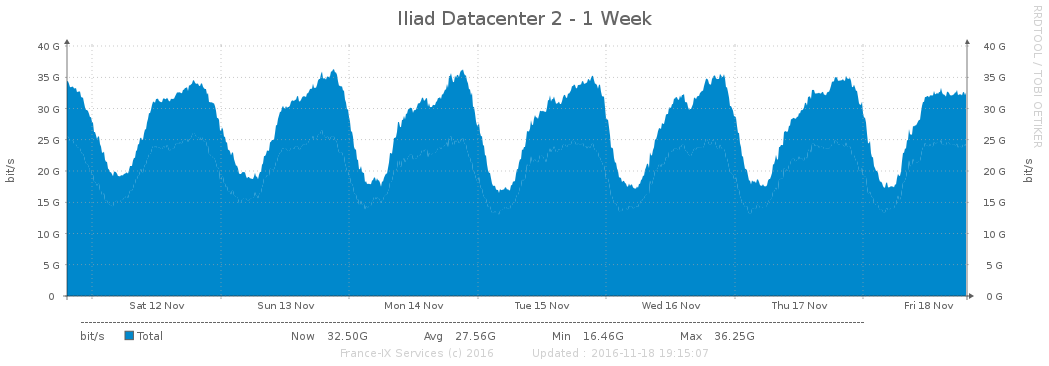 Iliad Datacenter 2 - 1 Week
RRDTOOL / TOBI OETIKER
40 G 40 G
35 G 35 G
30 G 30 G
25 G 25 G
20 G 20 G
15 G 15 G
10 G 10 G
5 G 5 G
0 0 G
bit/s bit/s
Sat 12 Nov Sun 13 Nov Mon 14 Nov Tue 15 Nov Wed 16 Nov Thu 17 Nov Fri 18 Nov
bit/s Total Now 32.50G Avg 27.56G Min 16.46G Max 36.25G
France-IX Services (c) 2016 Updated : 2016-11-18 19:15:07